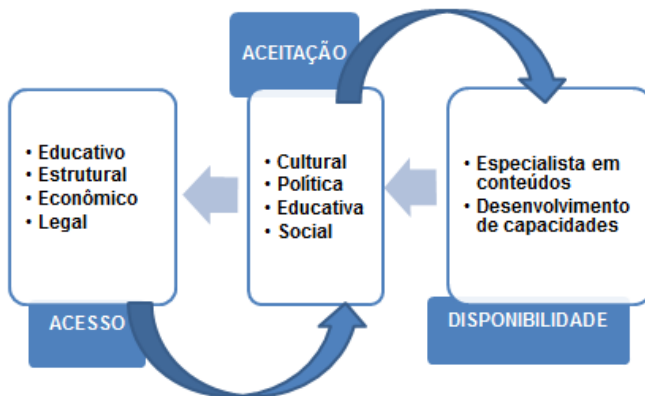 ACEITAÇÃO
• Educativo
• Estrutural
• Econômico
• Legal
ACESSO
• Cultural
• Política
• Educativa
• Social
• Especialista em
conteúdos
• Desenvolvimento
de capacidades
DISPONIBILIDADE